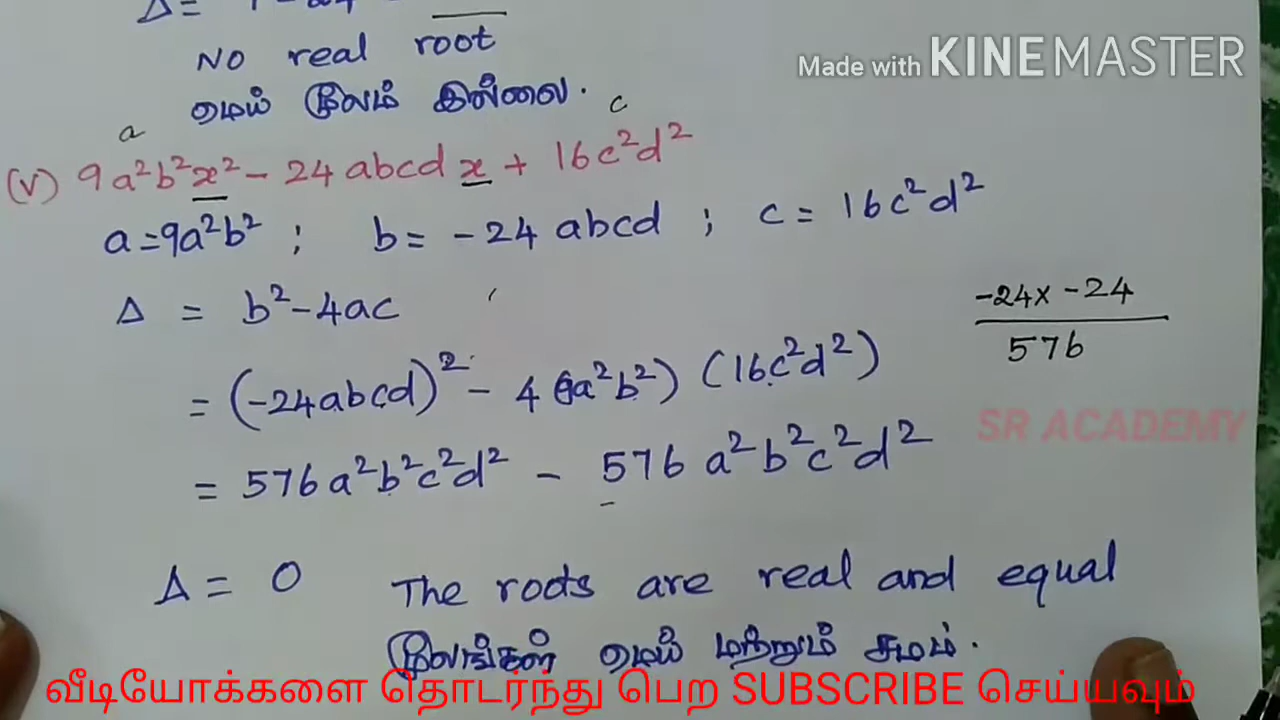 Δ =
No real root
மெய் மூலம் இல்லை.
Made with KINEMASTER
a c
(v) 9a²b²x² - 24abcdx + 16c²d²
a = 9a²b² ; b = -24abcd ; c = 16c²d²
Δ = b² - 4ac
-24x -24
576
= (-24abcd)² - 4(9a²b²) (16c²d²)
SR ACADEMY
= 576a²b²c²d² - 576a²b²c²d²
Δ = 0 The roots are real and equal
மூலங்கள் மெய் மற்றும் சமம்.
வீடியோக்களை தொடர்ந்து பெற SUBSCRIBE செய்யவும்